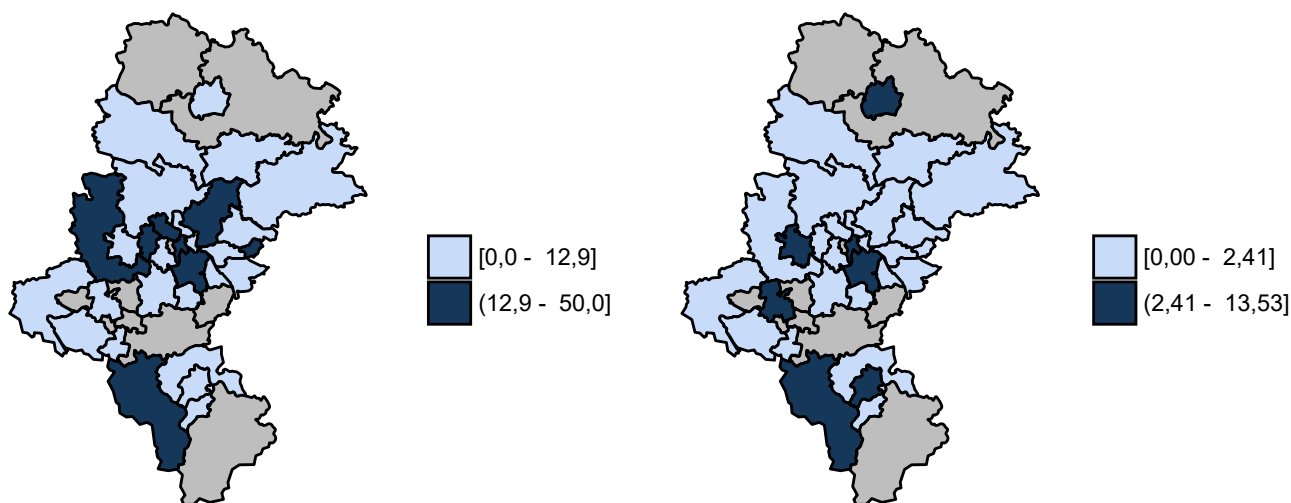 [0,0 - 12,9]
(12,9 - 50,0]
[0,00 - 2,41]
(2,41 - 13,53]